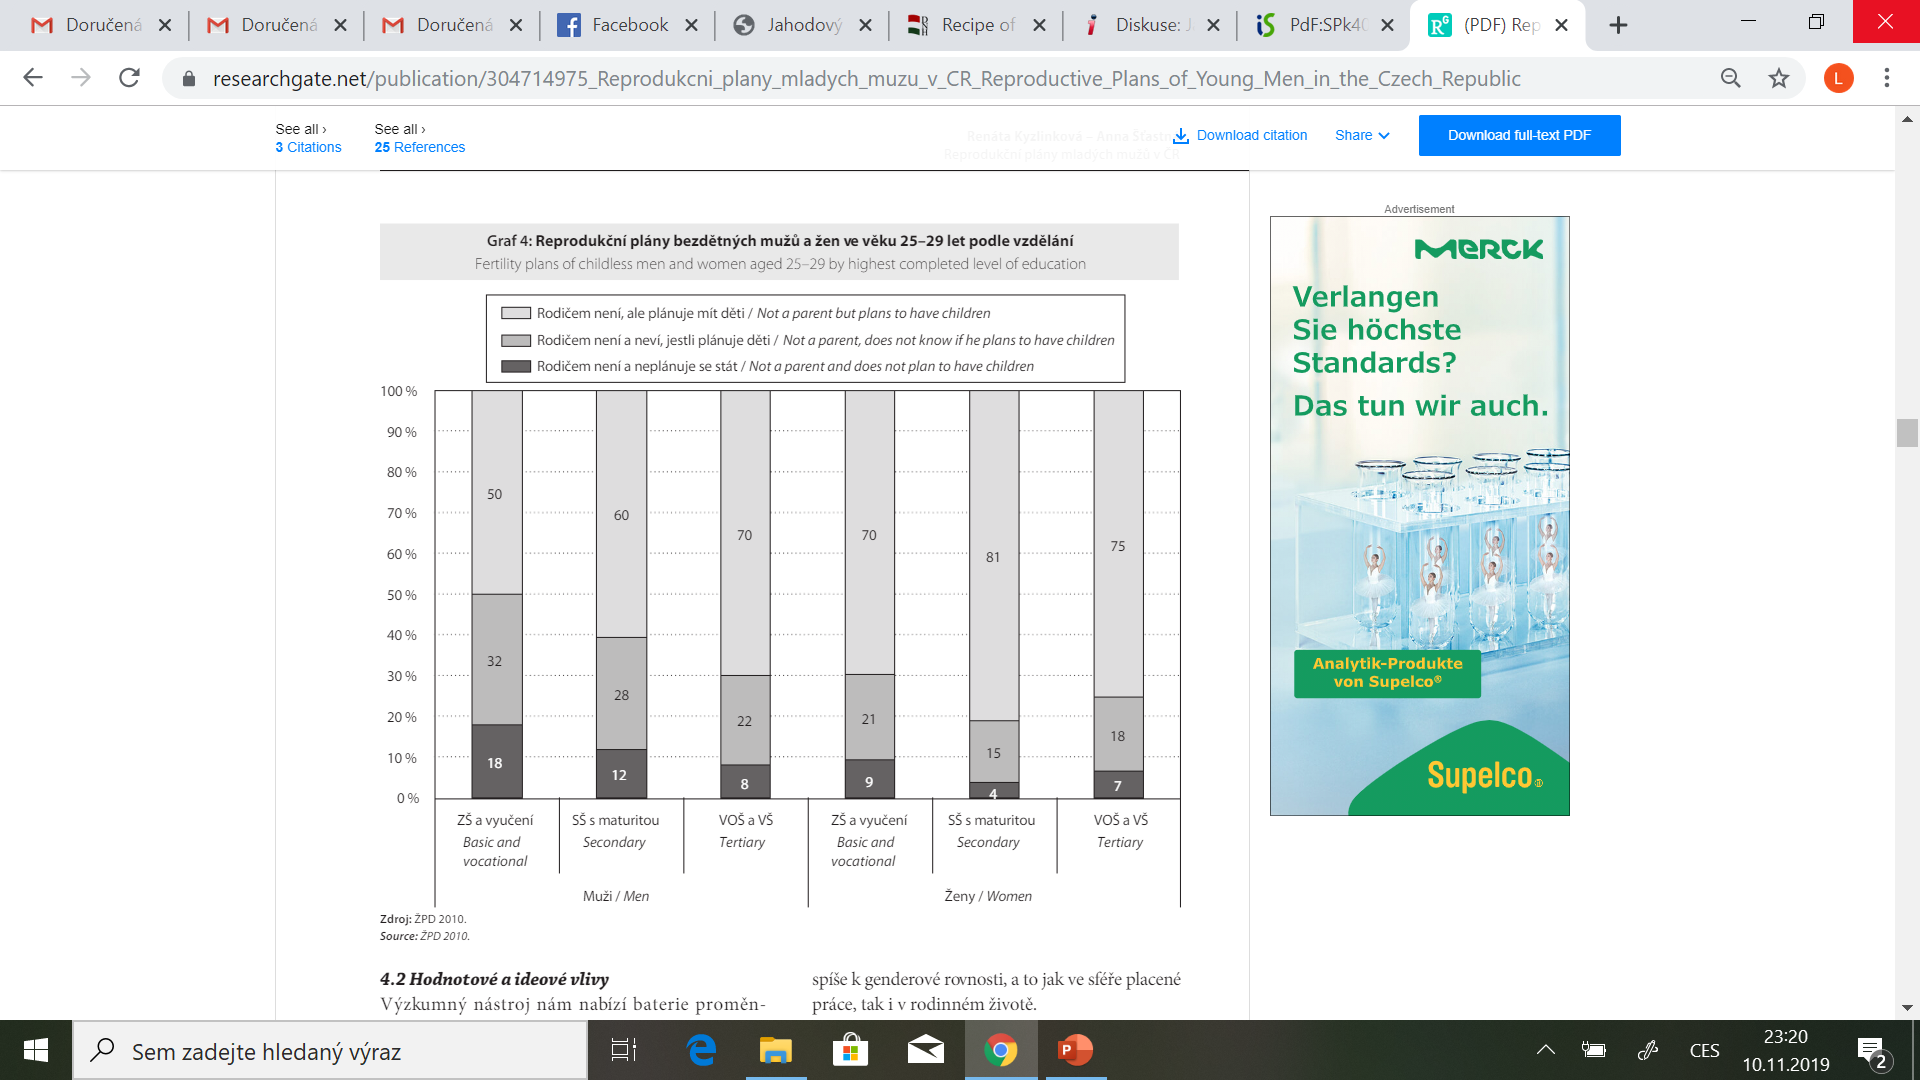 Doručená
Doručená
Doručená
Facebook
Jahodový
Recipe of
Diskuse: J
PdF:SPk40
(PDF) Rep
researchgate.net/publication/304714975_Reprodukcni_plany_mladych_muzu_v_CR_Reproductive_Plans_of_Young_Men_in_the_Czech_Republic
L
See all ›
3 Citations
See all ›
25 References
Renáta Kyzlinková – Anna Šťastn
Reprodukční plány mladých mužů v ČR
Download citation
Share
Download full-text PDF
Graf 4: Reprodukční plány bezdětných mužů a žen ve věku 25–29 let podle vzdělání
Fertility plans of childless men and women aged 25–29 by highest completed level of education
Rodičem není, ale plánuje mít děti / Not a parent but plans to have children
Rodičem není a neví, jestli plánuje děti / Not a parent, does not know if he plans to have children
Rodičem není a neplánuje se stát / Not a parent and does not plan to have children
100 %
90 %
80 %
70 %
60 %
50 %
40 %
30 %
20 %
10 %
0 %
50
32
18
60
28
12
70
22
8
70
21
9
81
15
4
75
18
7
ZŠ a vyučení
Basic and
vocational
SŠ s maturitou
Secondary
VOŠ a VŠ
Tertiary
ZŠ a vyučení
Basic and
vocational
SŠ s maturitou
Secondary
VOŠ a VŠ
Tertiary
Muži / Men
Ženy / Women
Zdroj: ŽPD 2010.
Source: ŽPD 2010.
4.2 Hodnotové a ideové vlivy
Výzkumný nástroj nám nabízí baterie proměn-
spíše k genderové rovnosti, a to jak ve sféře placené
práce, tak i v rodinném životě.
Advertisement
MERCK
Verlangen
Sie höchste
Standards?
Das tun wir auch.
Analytik-Produkte
von Supelco®
Supelco®
Sem zadejte hledaný výraz
CES
23:20
10.11.2019
2